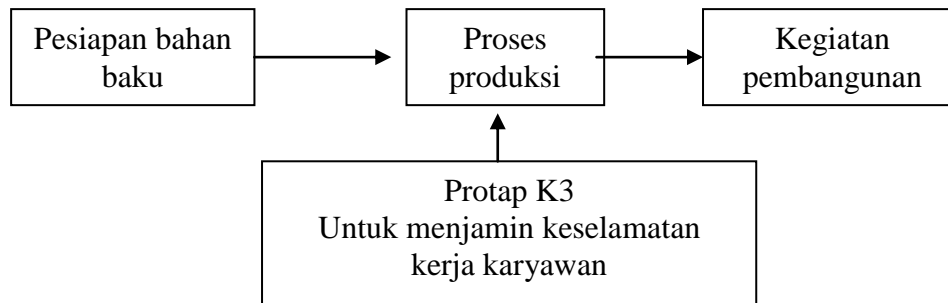 Pesiapan bahan
baku
Proses
produksi
Kegiatan
pembangunan
Protap K3
Untuk menjamin keselamatan
kerja karyawan